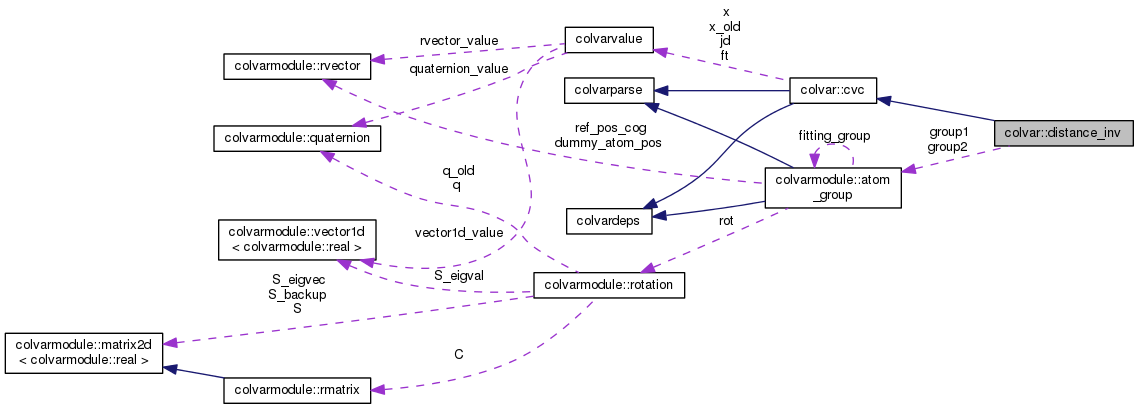 x
x_old
jd
ft
rvector_value
colvarvalue
colvarmodule::rvector
quaternion_value
colvarparse
colvar::cvc
colvarmodule::quaternion
ref_pos_cog
dummy_atom_pos
fitting_group
group1
group2
colvar::distance_inv
q_old
q
colvarmodule::atom
_group
colvardeps
rot
colvarmodule::vector1d
< colvarmodule::real >
vector1d_value
S_eigval
S_eigvec
S_backup
S
colvarmodule::rotation
colvarmodule::matrix2d
< colvarmodule::real >
C
colvarmodule::rmatrix